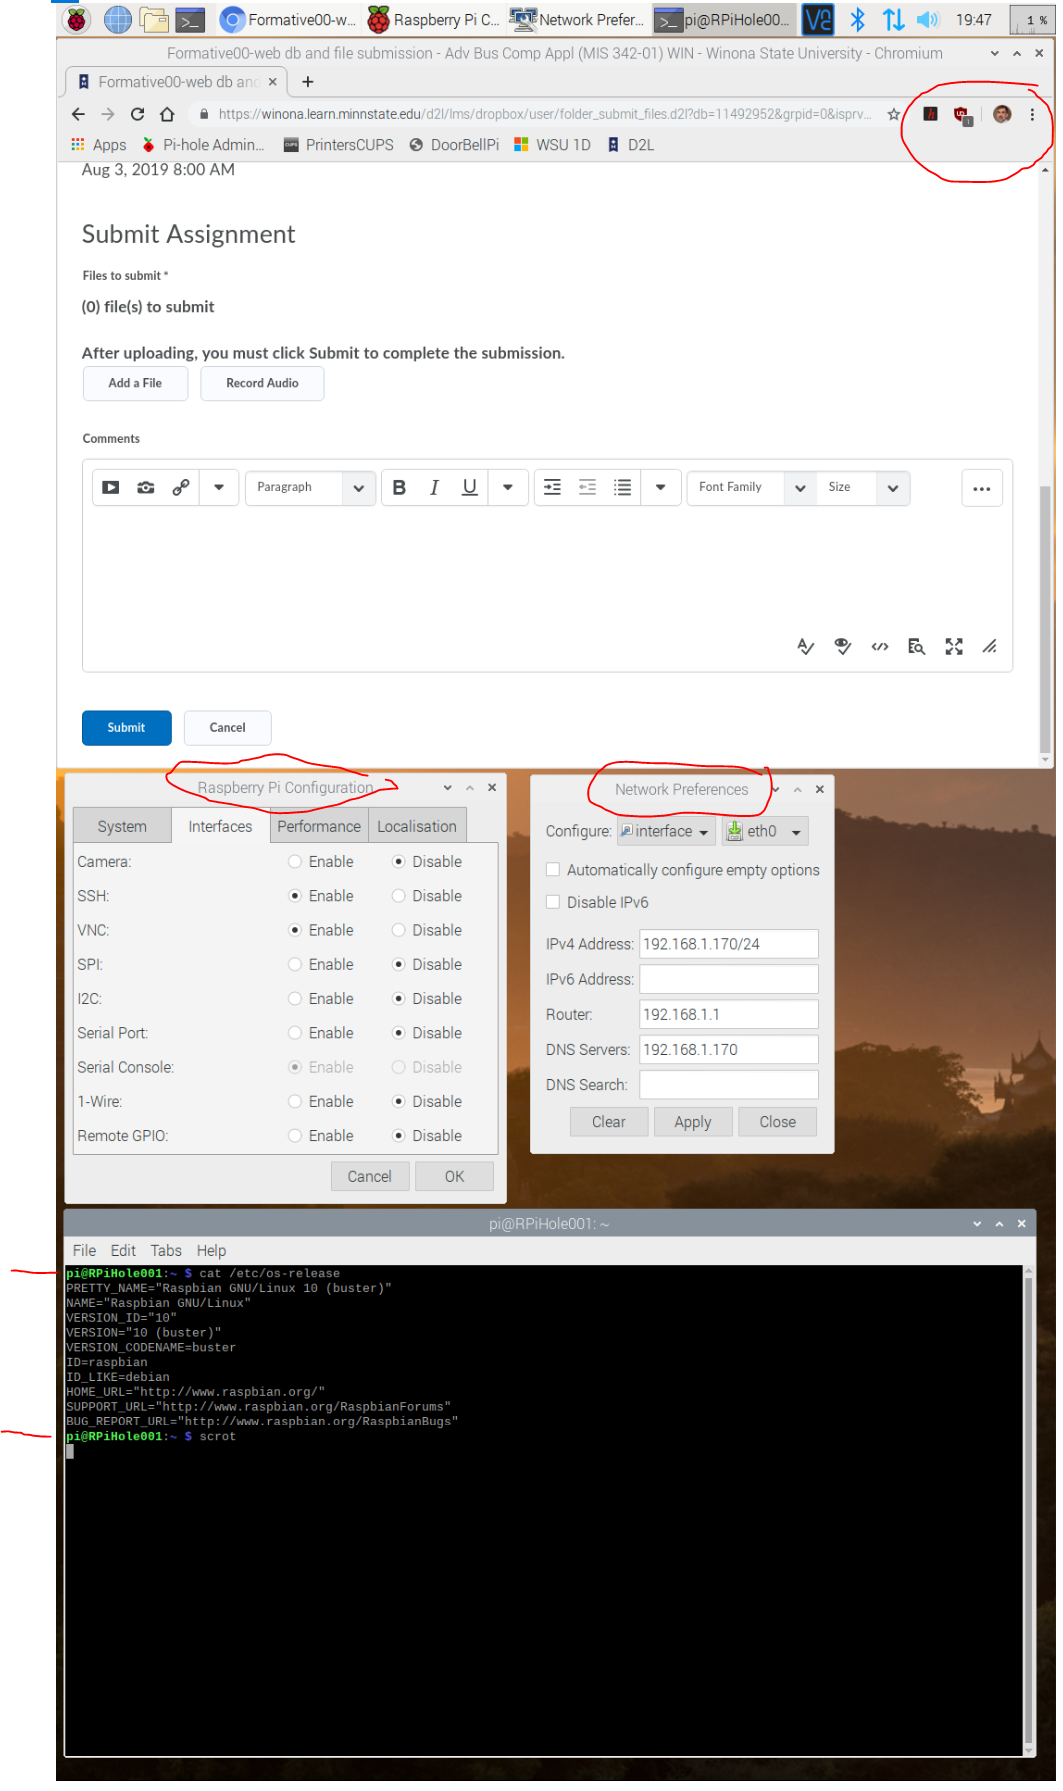 Formative00-w...
Raspberry Pi C...
Network Prefer...
pi@RPiHole00...
19:47
1 %
Formative00-web db and file submission - Adv Bus Comp Appl (MIS 342-01) WIN - Winona State University - Chromium
Formative00-web db and
https://winona.learn.minnstate.edu/d2l/lms/dropbox/user/folder_submit_files.d2l?db=11492952&grpid=0&isprv...
1
Apps
Pi-hole Admin...
CUPS
PrintersCUPS
DoorBellPi
WSU 1D
D2L
Aug 3, 2019 8:00 AM
Submit Assignment
Files to submit *
(0) file(s) to submit
After uploading, you must click Submit to complete the submission.
Add a File
Record Audio
Comments
Paragraph
B I U
Font Family
Size
Submit
Cancel
Raspberry Pi Configuration
System
Interfaces
Performance
Localisation
Camera: Enable Disable
SSH: Enable Disable
VNC: Enable Disable
SPI: Enable Disable
I2C: Enable Disable
Serial Port: Enable Disable
Serial Console: Enable Disable
1-Wire: Enable Disable
Remote GPIO: Enable Disable
Cancel
OK
Network Preferences
Configure: interface eth0
Automatically configure empty options
Disable IPv6
IPv4 Address: 192.168.1.170/24
IPv6 Address:
Router: 192.168.1.1
DNS Servers: 192.168.1.170
DNS Search:
Clear
Apply
Close
pi@RPiHole001: ~
File Edit Tabs Help
pi@RPiHole001:~ $ cat /etc/os-release
PRETTY_NAME="Raspbian GNU/Linux 10 (buster)"
NAME="Raspbian GNU/Linux"
VERSION_ID="10"
VERSION="10 (buster)"
VERSION_CODENAME=buster
ID=raspbian
ID_LIKE=debian
HOME_URL="http://www.raspbian.org/"
SUPPORT_URL="http://www.raspbian.org/RaspbianForums"
BUG_REPORT_URL="http://www.raspbian.org/RaspbianBugs"
pi@RPiHole001:~ $ scrot